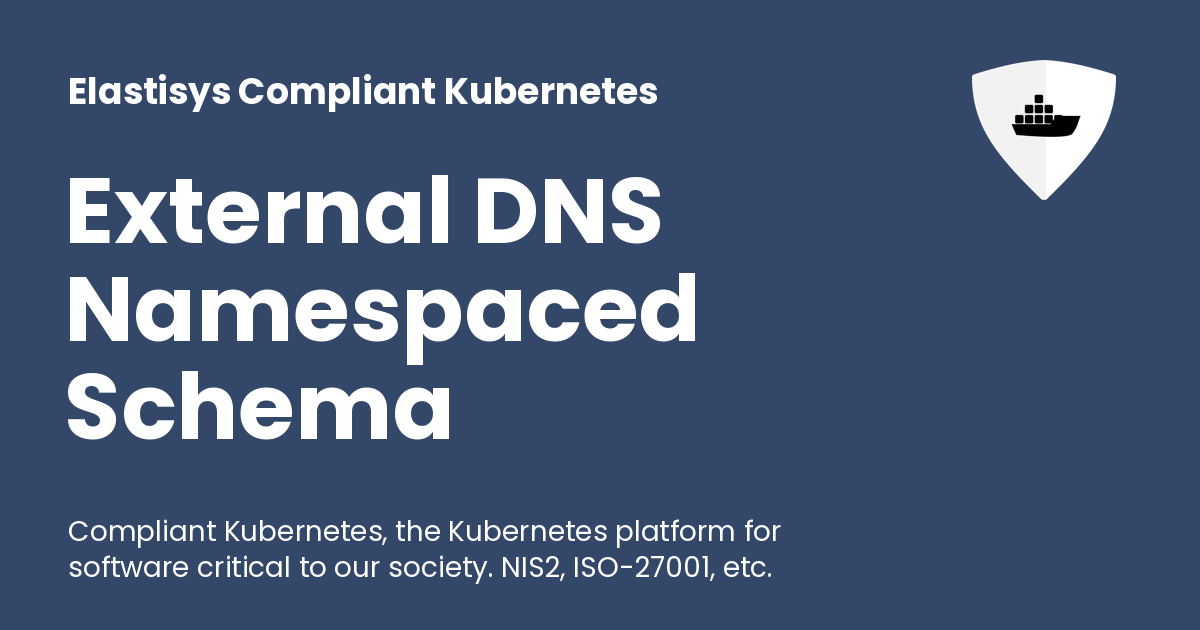 Elastisys Compliant Kubernetes
External DNS
Namespaced
Schema
Compliant Kubernetes, the Kubernetes platform for
software critical to our society. NIS2, ISO-27001, etc.